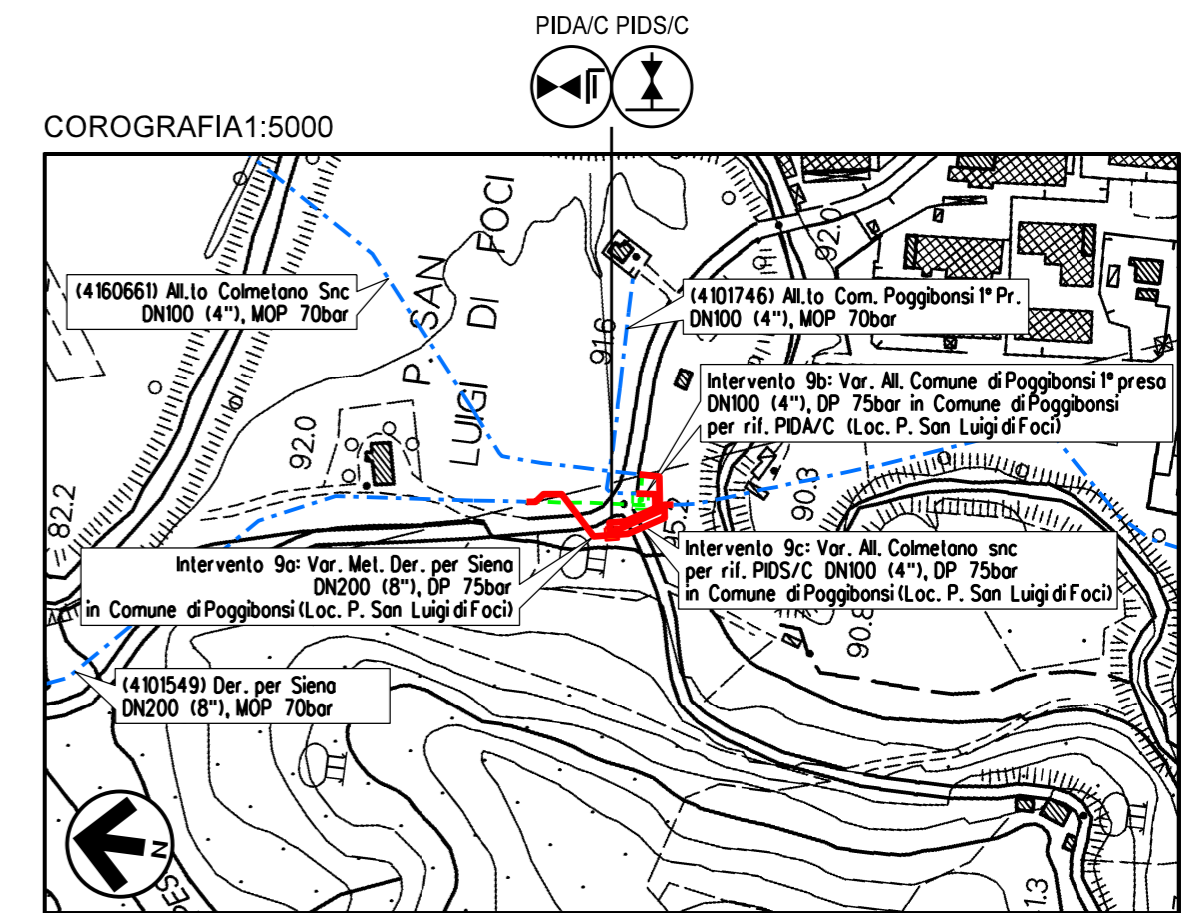 PIDA/C PIDS/C
COROGRAFIA1:5000
P. SAN
LUIGI DI FOCI
92.0
(4160661) All.to Colmetano Snc
DN100 (4"), MOP 70bar
(4101746) All.to Com. Poggibonsi 1° Pr.
DN100 (4"), MOP 70bar
91.6
Intervento 9b: Var. All. Comune di Poggibonsi 1° presa
DN100 (4"), DP 75bar in Comune di Poggibonsi
per rif. PIDA/C (Loc. P. San Luigi di Foci)
92.0
82.2
90.3
Intervento 9a: Var. Met. Der. per Siena
DN200 (8"), DP 75bar
in Comune di Poggibonsi (Loc. P. San Luigi di Foci)
Intervento 9c: Var. All. Colmetano snc
per rif. PIDS/C DN100 (4"), DP 75bar
in Comune di Poggibonsi (Loc. P. San Luigi di Foci)
90.8
(4101549) Der. per Siena
DN200 (8"), MOP 70bar
N
1.3